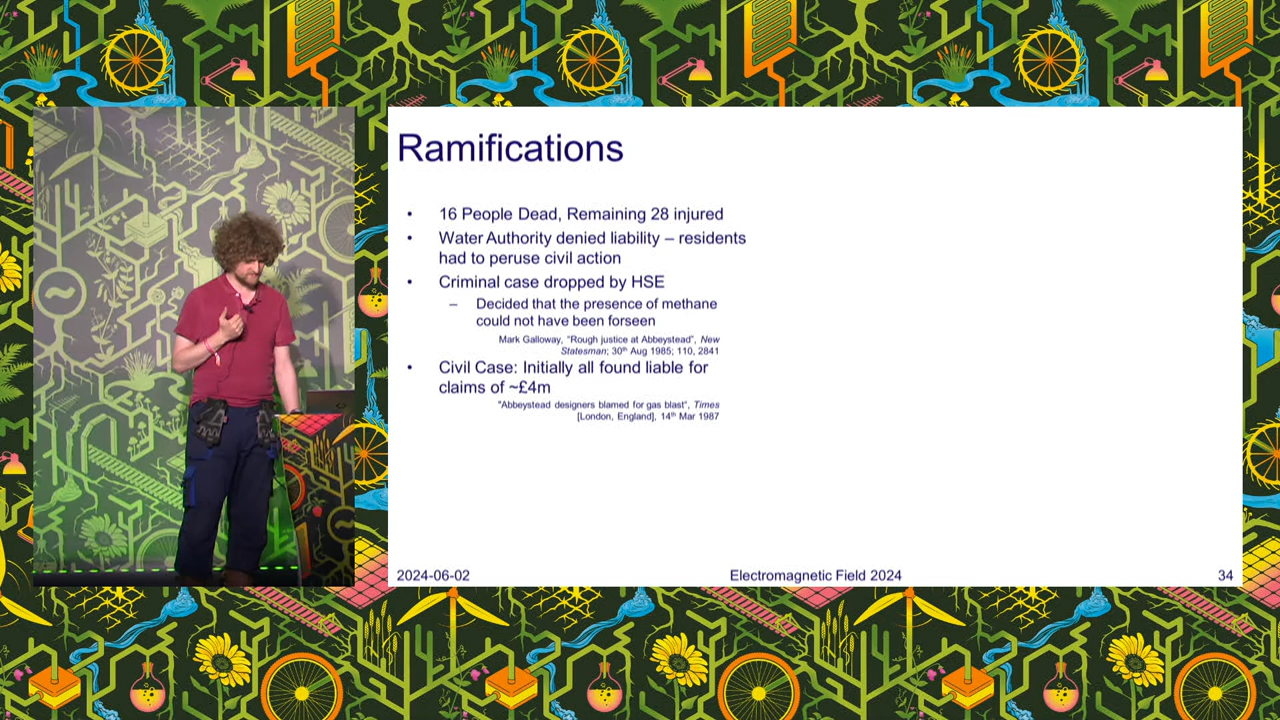 Ramifications
• 16 People Dead, Remaining 28 injured
• Water Authority denied liability – residents
had to peruse civil action
• Criminal case dropped by HSE
– Decided that the presence of methane
could not have been forseen
Mark Galloway, "Rough justice at Abbeystead", New
Statesman; 30th Aug 1985; 110, 2841
• Civil Case: Initially all found liable for
claims of ~£4m
"Abbeystead designers blamed for gas blast", Times
[London, England], 14th Mar 1987
2024-06-02
Electromagnetic Field 2024
34